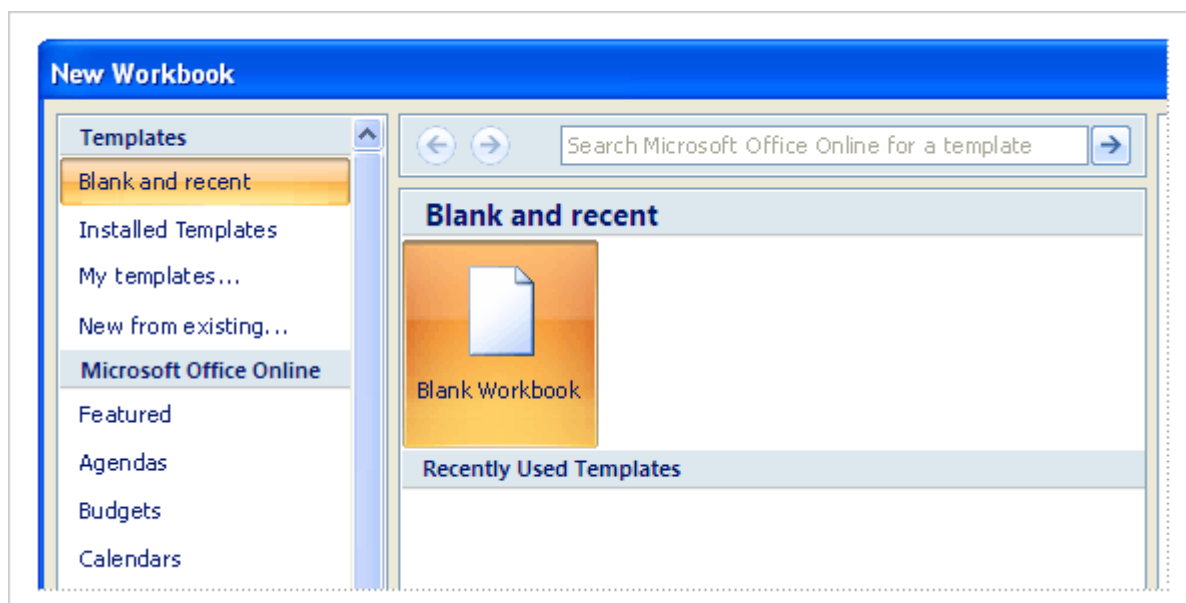 New Workbook
Templates
Blank and recent
Installed Templates
My templates...
New from existing...
Microsoft Office Online
Featured
Agendas
Budgets
Calendars
Search Microsoft Office Online for a template
Blank and recent
Blank Workbook
Recently Used Templates